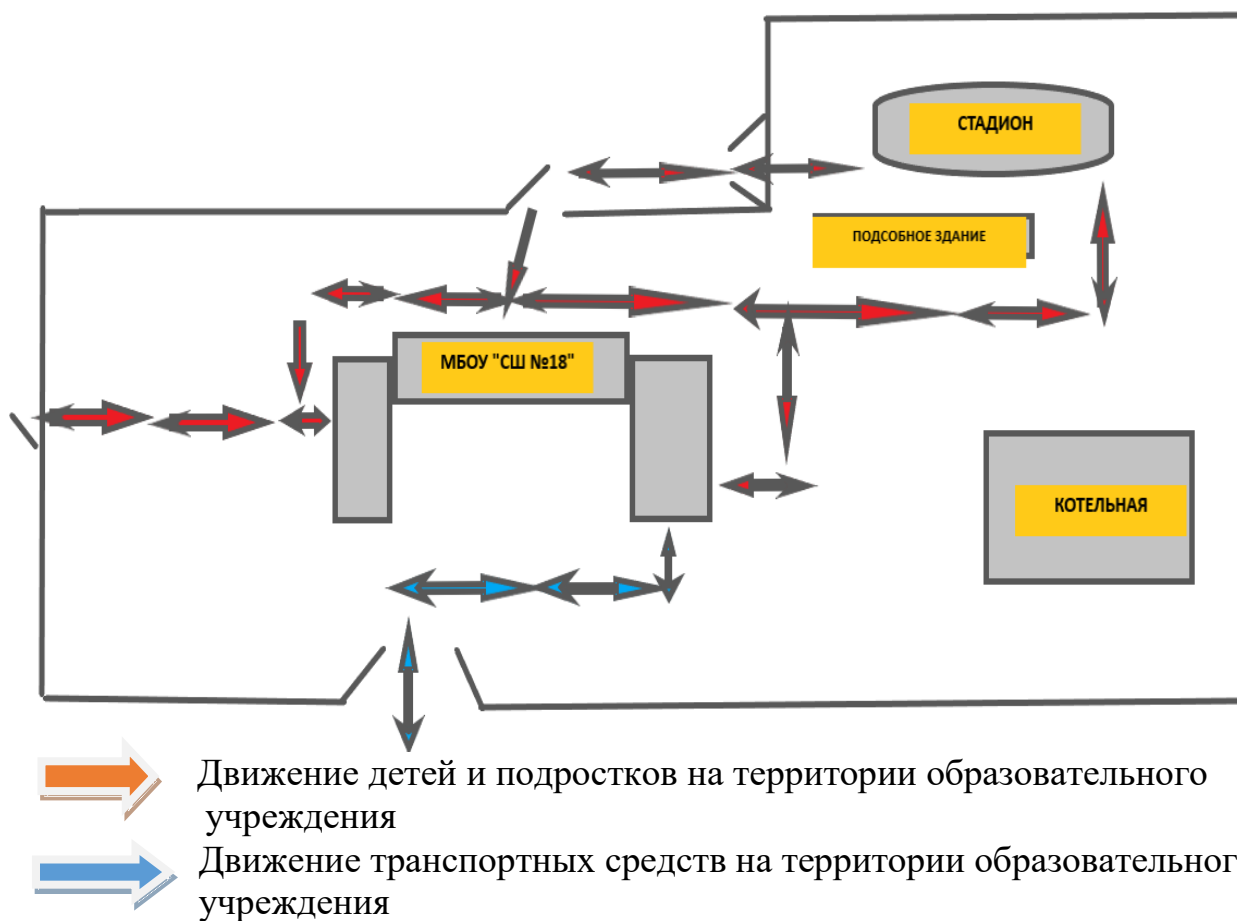 СТАДИОН
ПОДСОБНОЕ ЗДАНИЕ
МБОУ "СШ №18"
КОТЕЛЬНАЯ
Движение детей и подростков на территории образовательного
учреждения
Движение транспортных средств на территории образовательног
учреждения